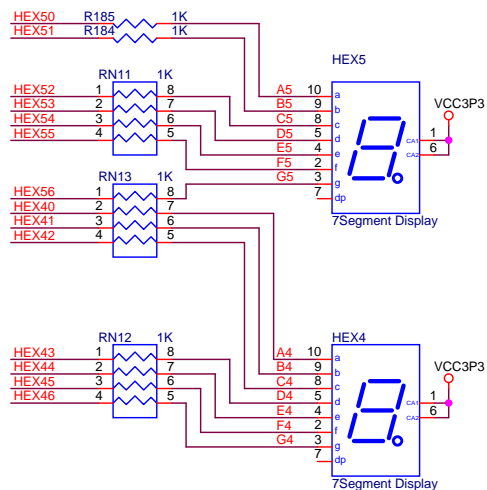 HEX50 R185 1K
HEX51 R184 1K
HEX5
RN11 1K
HEX52 1 8
HEX53 2 7
HEX54 3 6
HEX55 4 5
A5 10 a
B5 9 b
C5 8 c
D5 5 d
E5 4 e
F5 2 f
G5 3 g
7 dp
VCC3P3
CA1 1
CA2 6
7Segment Display
RN13 1K
HEX56 1 8
HEX40 2 7
HEX41 3 6
HEX42 4 5
HEX4
RN12 1K
HEX43 1 8
HEX44 2 7
HEX45 3 6
HEX46 4 5
A4 10 a
B4 9 b
C4 8 c
D4 5 d
E4 4 e
F4 2 f
G4 3 g
7 dp
VCC3P3
CA1 1
CA2 6
7Segment Display